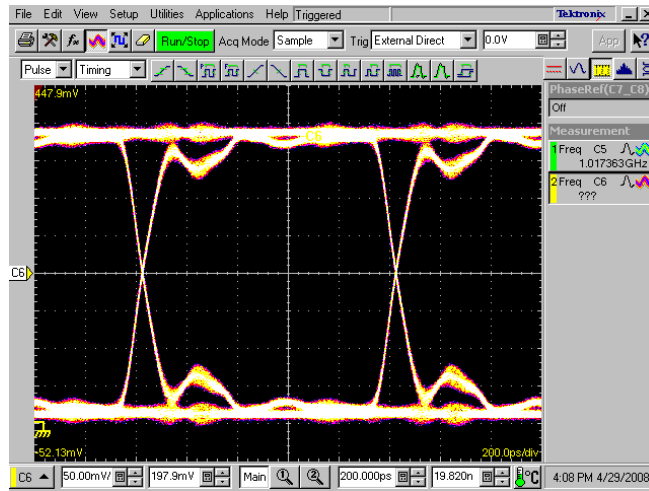 File Edit View Setup Utilities Applications Help Triggered Tektronix
Run/Stop Acq Mode Sample Trig External Direct 0.0V App
Pulse Timing
447.9mV
C6
C6
-52.13mV
200.0ps/div
PhaseRef(C7_C8)
Off
Measurement
1 Freq C5
1.017363GHz
2 Freq C6
???
C6 50.00mV/ 197.9mV Main 200.000ps 19.820n °C 4:08 PM 4/29/2008